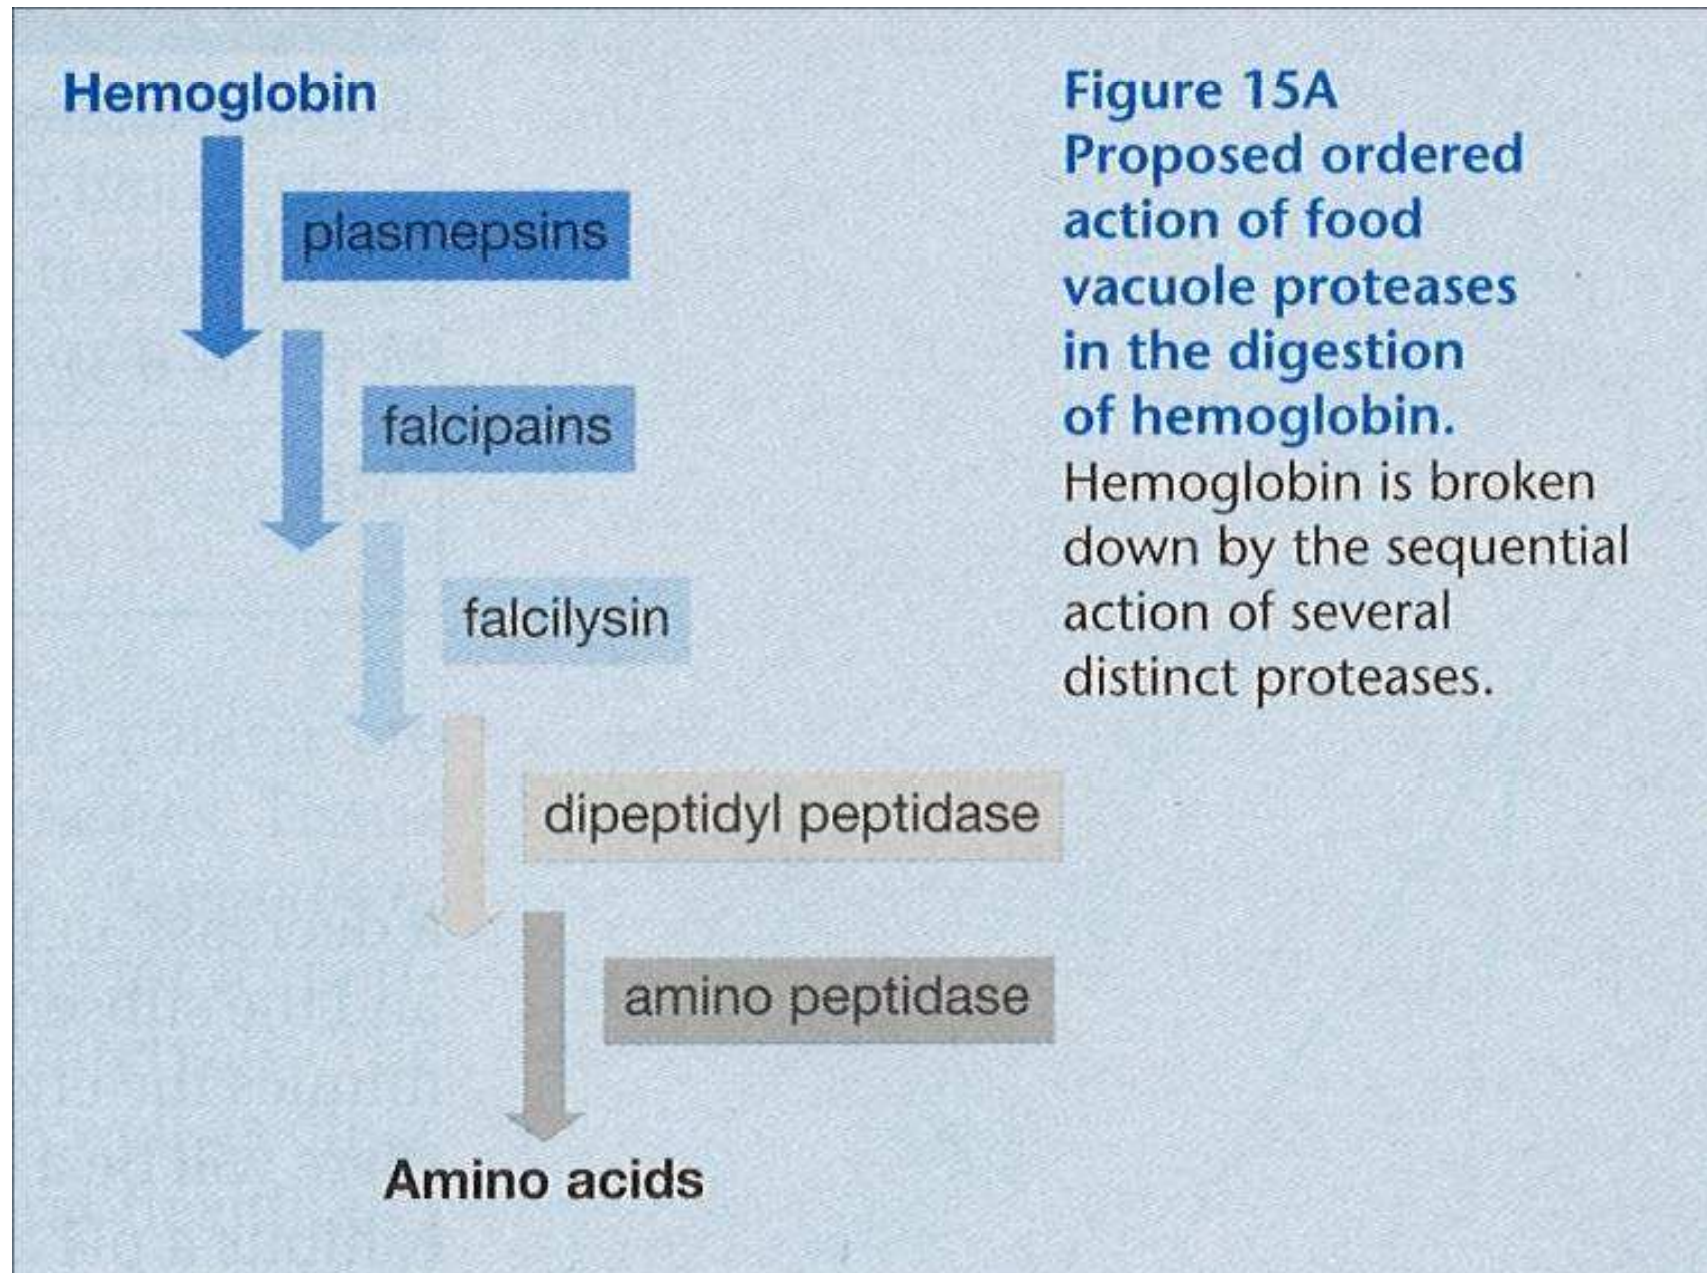 Hemoglobin
plasmepsins
falcipains
falcilysin
dipeptidyl peptidase
amino peptidase
Amino acids
Figure 15A
Proposed ordered
action of food
vacuole proteases
in the digestion
of hemoglobin.
Hemoglobin is broken
down by the sequential
action of several
distinct proteases.